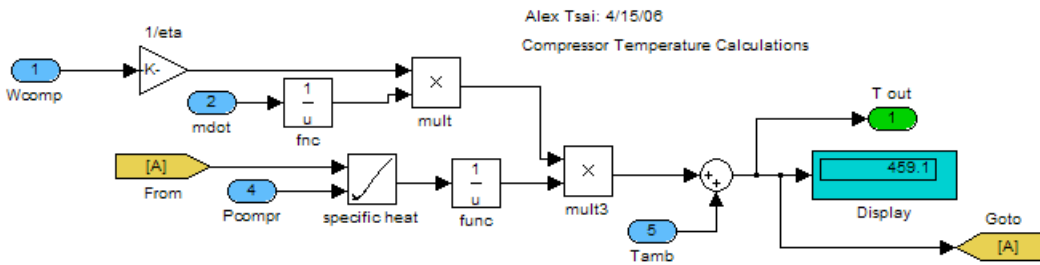 Alex Tsai: 4/15/06
Compressor Temperature Calculations
1/eta
K-
1
Wcomp
2
mdot
1
u
fnc
×
mult
T out
1
[A]
From
4
Pcompr
specific heat
1
u
func
×
mult3
+
+
5
Tamb
459.1
Display
Goto
[A]